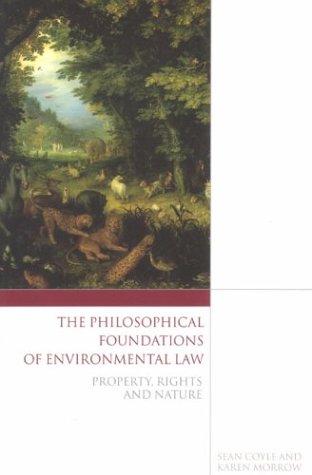 THE PHILOSOPHICAL
FOUNDATIONS
OF ENVIRONMENTAL LAW
PROPERTY, RIGHTS
AND NATURE
SEAN COYLE AND
KAREN MORROW